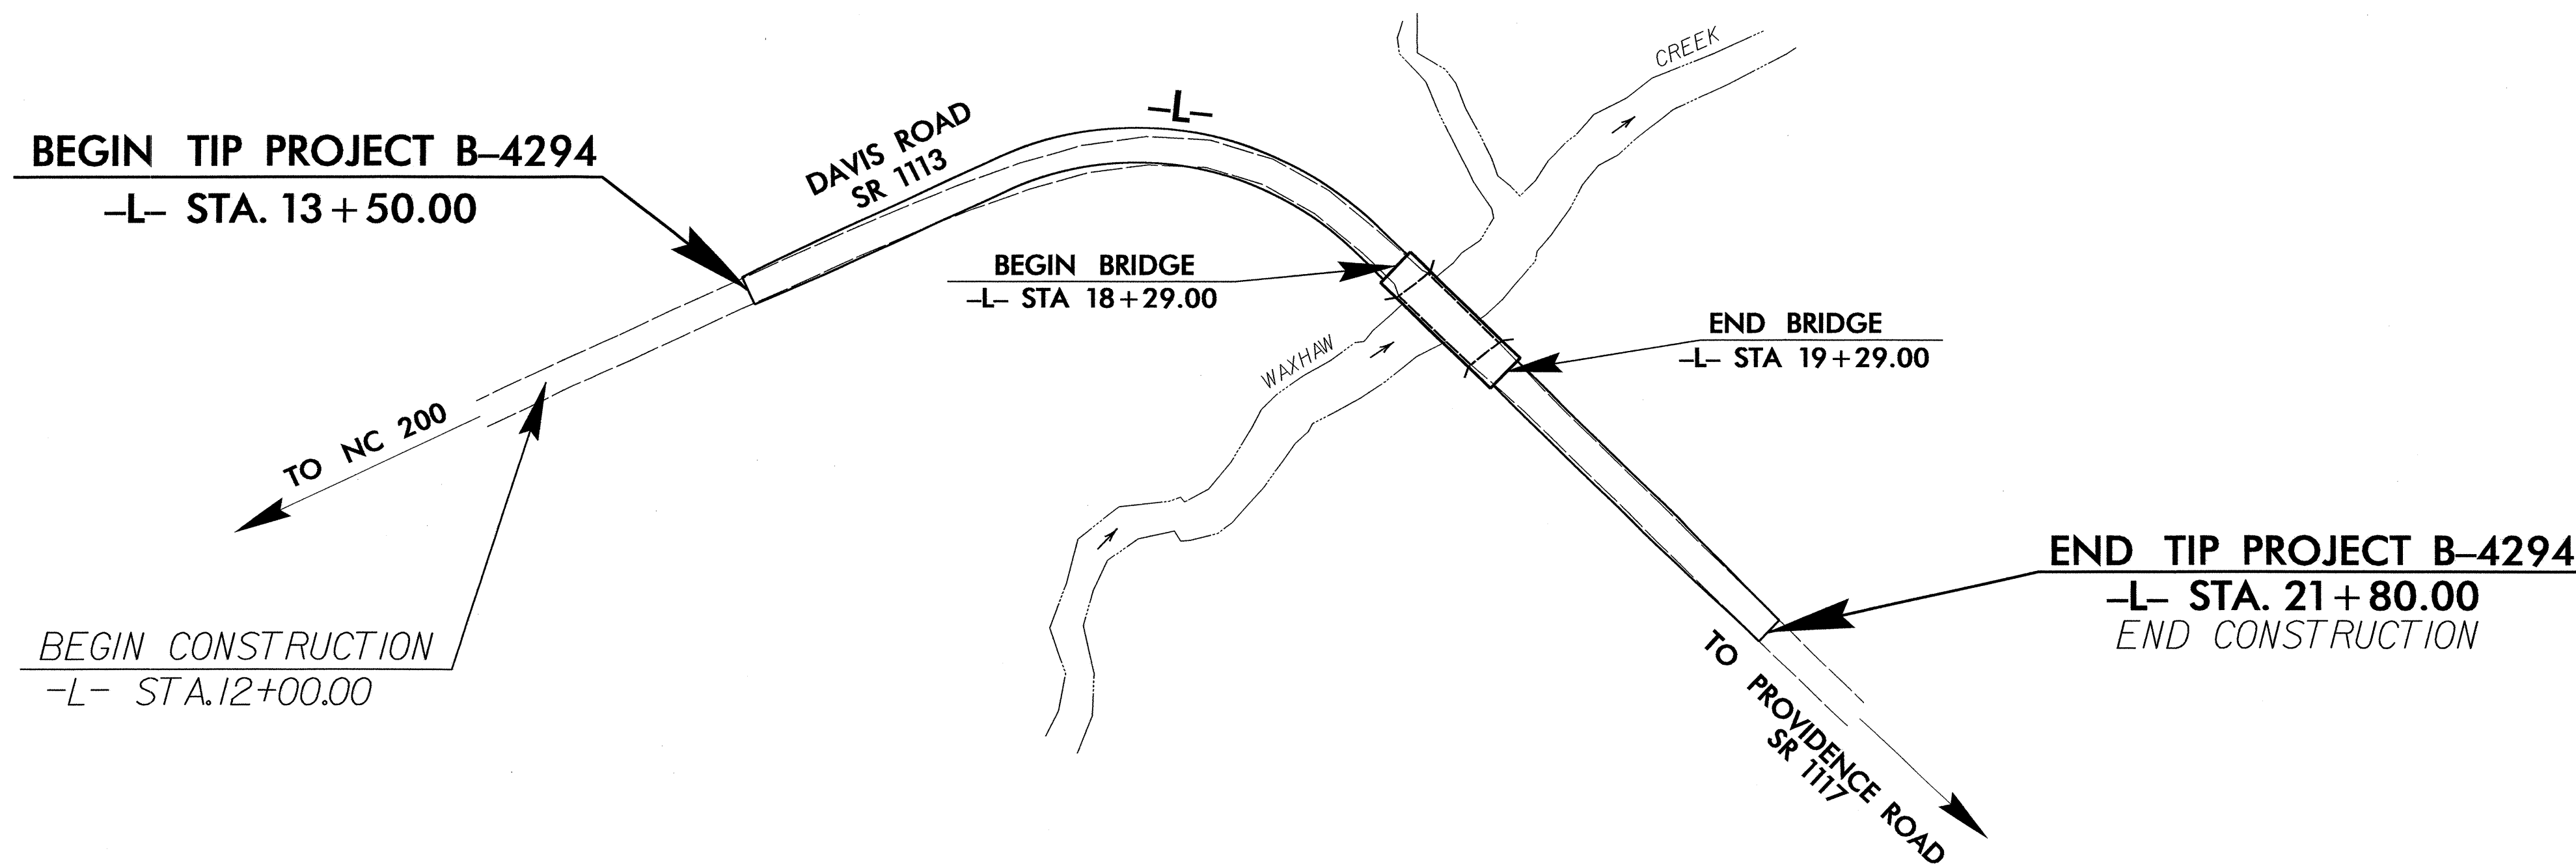 CREEK
–L–
DAVIS ROAD
SR 1113
BEGIN TIP PROJECT B–4294
–L– STA. 13+50.00
BEGIN BRIDGE
–L– STA 18+29.00
END BRIDGE
–L– STA 19+29.00
WAXHAW
TO NC 200
END TIP PROJECT B–4294
–L– STA. 21+80.00
END CONSTRUCTION
BEGIN CONSTRUCTION
-L- STA.12+00.00
TO PROVIDENCE ROAD
SR 1117